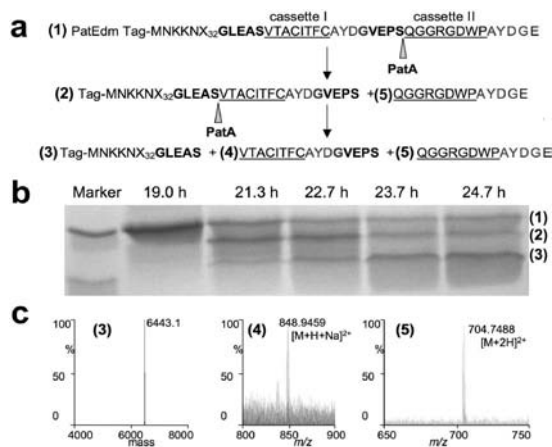 a
cassette I cassette II
(1) PatEdm Tag-MNKKNX32GLEASVTACITFCAYDGVEPSQGGRGDWPAYDGE
PatA
(2) Tag-MNKKNX32GLEASVTACITFCAYDGVEPS +(5)QGGRGDWPAYDGE
PatA
(3) Tag-MNKKNX32GLEAS + (4)VTACITFCAYDGVEPS +(5)QGGRGDWPAYDGE
b
Marker 19.0 h 21.3 h 22.7 h 23.7 h 24.7 h
(1)
(2)
(3)
c
100 (3) 6443.1
%
50
0
4000 6000 8000
mass
100 (4) 848.9459
[M+H+Na]2+
%
50
0
800 850 900
m/z
100 (5) 704.7488
[M+2H]2+
%
50
0
650 700 750
m/z